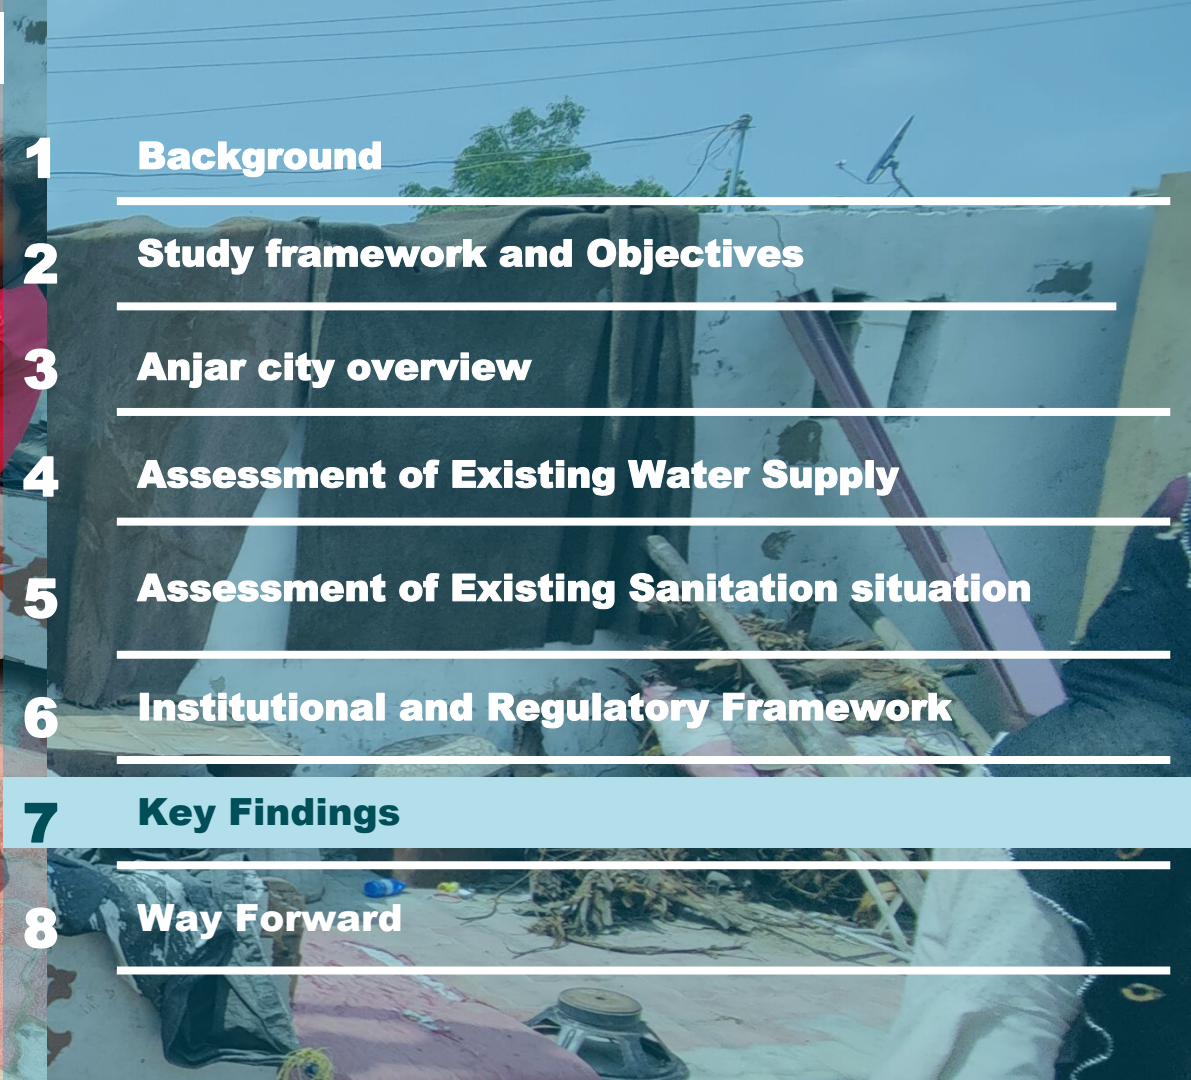 1 Background
2 Study framework and Objectives
3 Anjar city overview
4 Assessment of Existing Water Supply
5 Assessment of Existing Sanitation situation
6 Institutional and Regulatory Framework
7 Key Findings
8 Way Forward